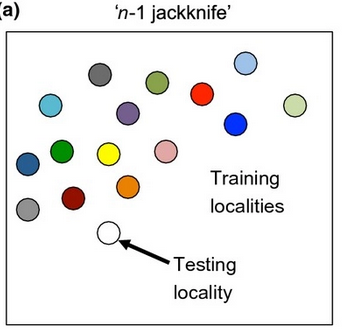 (a)
'n-1 jackknife'
Training
localities
Testing
locality